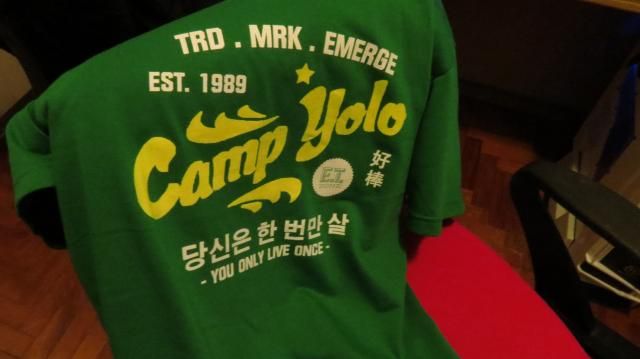 TRD . MRK . EMERGE
EST. 1989
Camp Yolo
好棒
당신은 한 번만 살
- YOU ONLY LIVE ONCE -